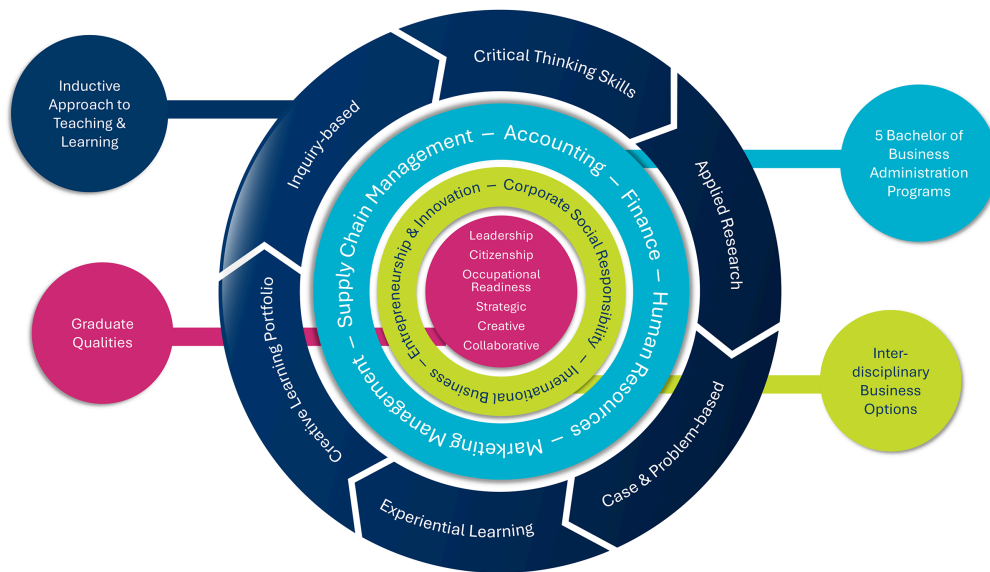 Inductive
Approach to
Teaching &
Learning
Graduate
Qualities
Inquiry-based
Critical Thinking Skills
Applied Research
Case & Problem-based
Experiential Learning
Creative Learning Portfolio
Supply Chain Management – Accounting – Finance – Human Resources – Marketing Management –
Entrepreneurship & Innovation – Corporate Social Responsibility – International Business –
Leadership
Citizenship
Occupational
Readiness
Strategic
Creative
Collaborative
5 Bachelor of
Business
Administration
Programs
Inter-
disciplinary
Business
Options